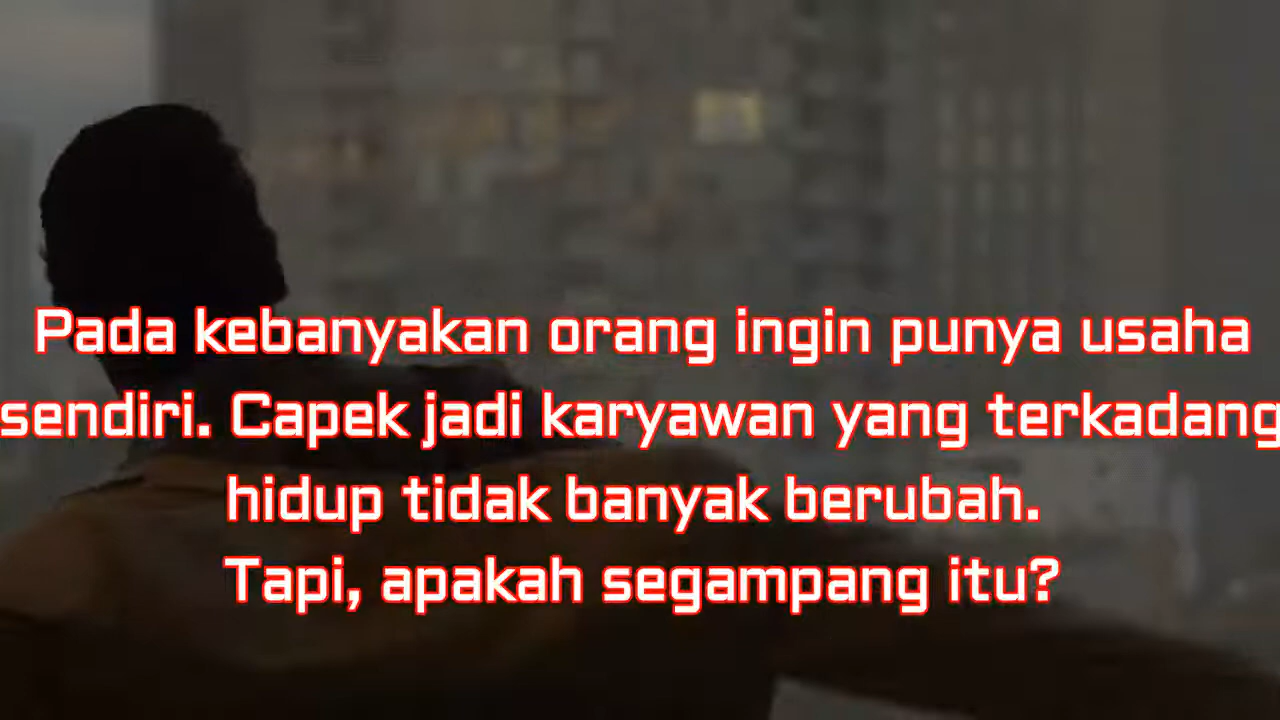 Pada kebanyakan orang ingin punya usaha
sendiri. Capek jadi karyawan yang terkadang
hidup tidak banyak berubah.
Tapi, apakah segampang itu?